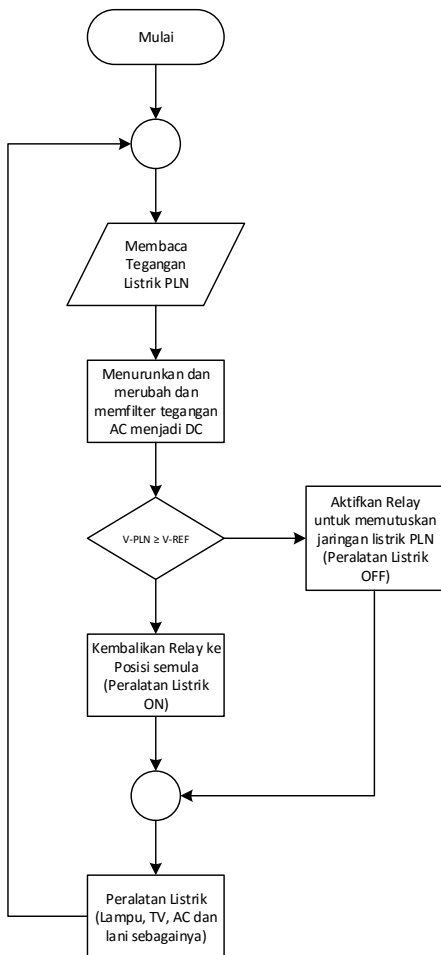 Mulai
Membaca
Tegangan
Listrik PLN
Menurunkan dan
merubah dan
memfilter tegangan
AC menjadi DC
V-PLN ≥ V-REF
Aktifkan Relay
untuk memutuskan
jaringan listrik PLN
(Peralatan Listrik
OFF)
Kembalikan Relay ke
Posisi semula
(Peralatan Listrik
ON)
Peralatan Listrik
(Lampu, TV, AC dan
lani sebagainya)